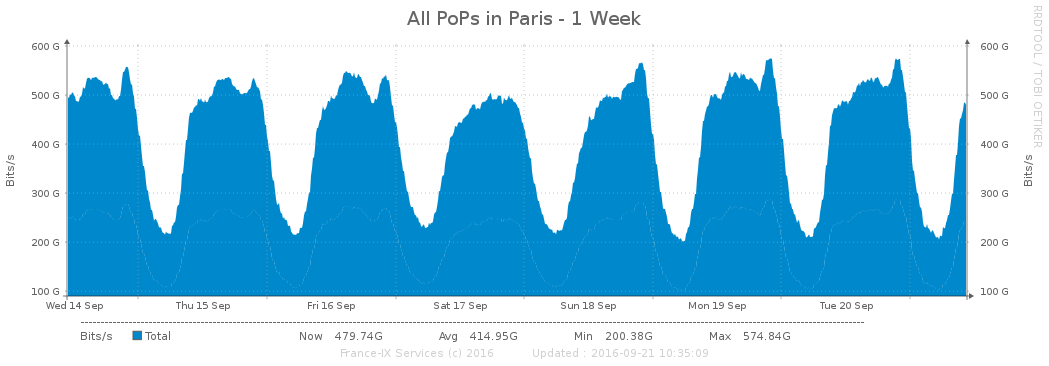 All PoPs in Paris - 1 Week
RRDTOOL / TOBI OETIKER
600 G 600 G
500 G 500 G
400 G 400 G
300 G 300 G
200 G 200 G
100 G 100 G
Bits/s
Bits/s
Wed 14 Sep Thu 15 Sep Fri 16 Sep Sat 17 Sep Sun 18 Sep Mon 19 Sep Tue 20 Sep
Bits/s Total Now 479.74G Avg 414.95G Min 200.38G Max 574.84G
France-IX Services (c) 2016 Updated : 2016-09-21 10:35:09